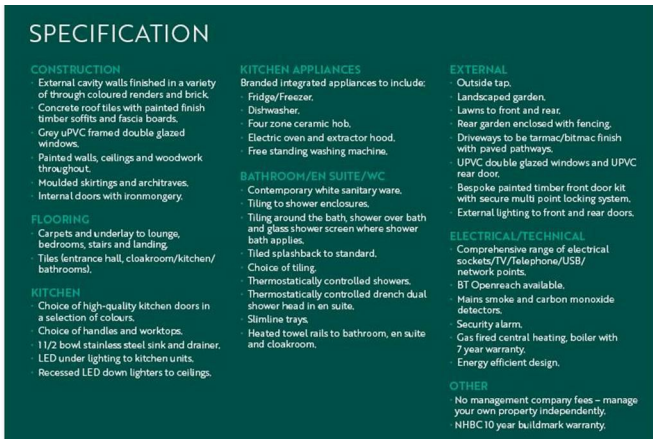 SPECIFICATION
CONSTRUCTION
· External cavity walls finished in a variety
of through coloured renders and brick.
· Concrete roof tiles with painted finish
timber soffits and fascia boards.
· Grey uPVC framed double glazed
windows.
· Painted walls, ceilings and woodwork
throughout.
· Moulded skirtings and architraves.
· Internal doors with ironmongery.
FLOORING
· Carpets and underlay to lounge,
bedrooms, stairs and landing.
· Tiles (entrance hall, cloakroom/kitchen/
bathrooms).
KITCHEN
· Choice of high-quality kitchen doors in
a selection of colours.
· Choice of handles and worktops.
· 1 1/2 bowl stainless steel sink and drainer.
· LED under lighting to kitchen units.
· Recessed LED down lighters to ceilings.
KITCHEN APPLIANCES
Branded integrated appliances to include:
· Fridge/Freezer.
· Dishwasher.
· Four zone ceramic hob.
· Electric oven and extractor hood.
· Free standing washing machine.
BATHROOM/EN SUITE/WC
· Contemporary white sanitary ware.
· Tiling to shower enclosures.
· Tiling around the bath, shower over bath
and glass shower screen where shower
bath applies.
· Tiled splashback to standard.
· Choice of tiling.
· Thermostatically controlled showers.
· Thermostatically controlled drench dual
shower head in en suite.
· Slimline trays.
· Heated towel rails to bathroom, en suite
and cloakroom.
EXTERNAL
· Outside tap.
· Landscaped garden.
· Lawns to front and rear.
· Rear garden enclosed with fencing.
· Driveways to be tarmac/bitmac finish
with paved pathways.
· UPVC double glazed windows and UPVC
rear door.
· Bespoke painted timber front door kit
with secure multi point locking system.
· External lighting to front and rear doors.
ELECTRICAL/TECHNICAL
· Comprehensive range of electrical
sockets/TV/Telephone/USB/
network points.
· BT Openreach available.
· Mains smoke and carbon monoxide
detectors.
· Security alarm.
· Gas fired central heating, boiler with
7 year warranty.
· Energy efficient design.
OTHER
· No management company fees – manage
your own property independently.
· NHBC 10 year buildmark warranty.